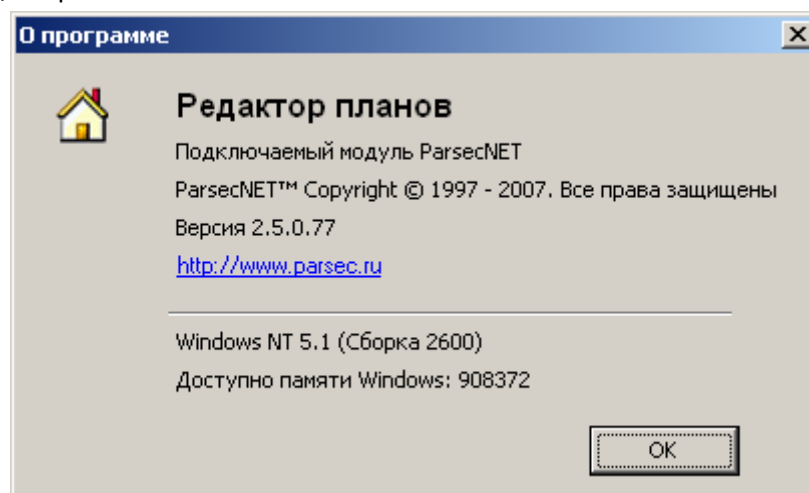 О программе
Редактор планов
Подключаемый модуль ParsecNET
ParsecNET™ Copyright © 1997 - 2007. Все права защищены
Версия 2.5.0.77
http://www.parsec.ru
Windows NT 5.1 (Сборка 2600)
Доступно памяти Windows: 908372
OK